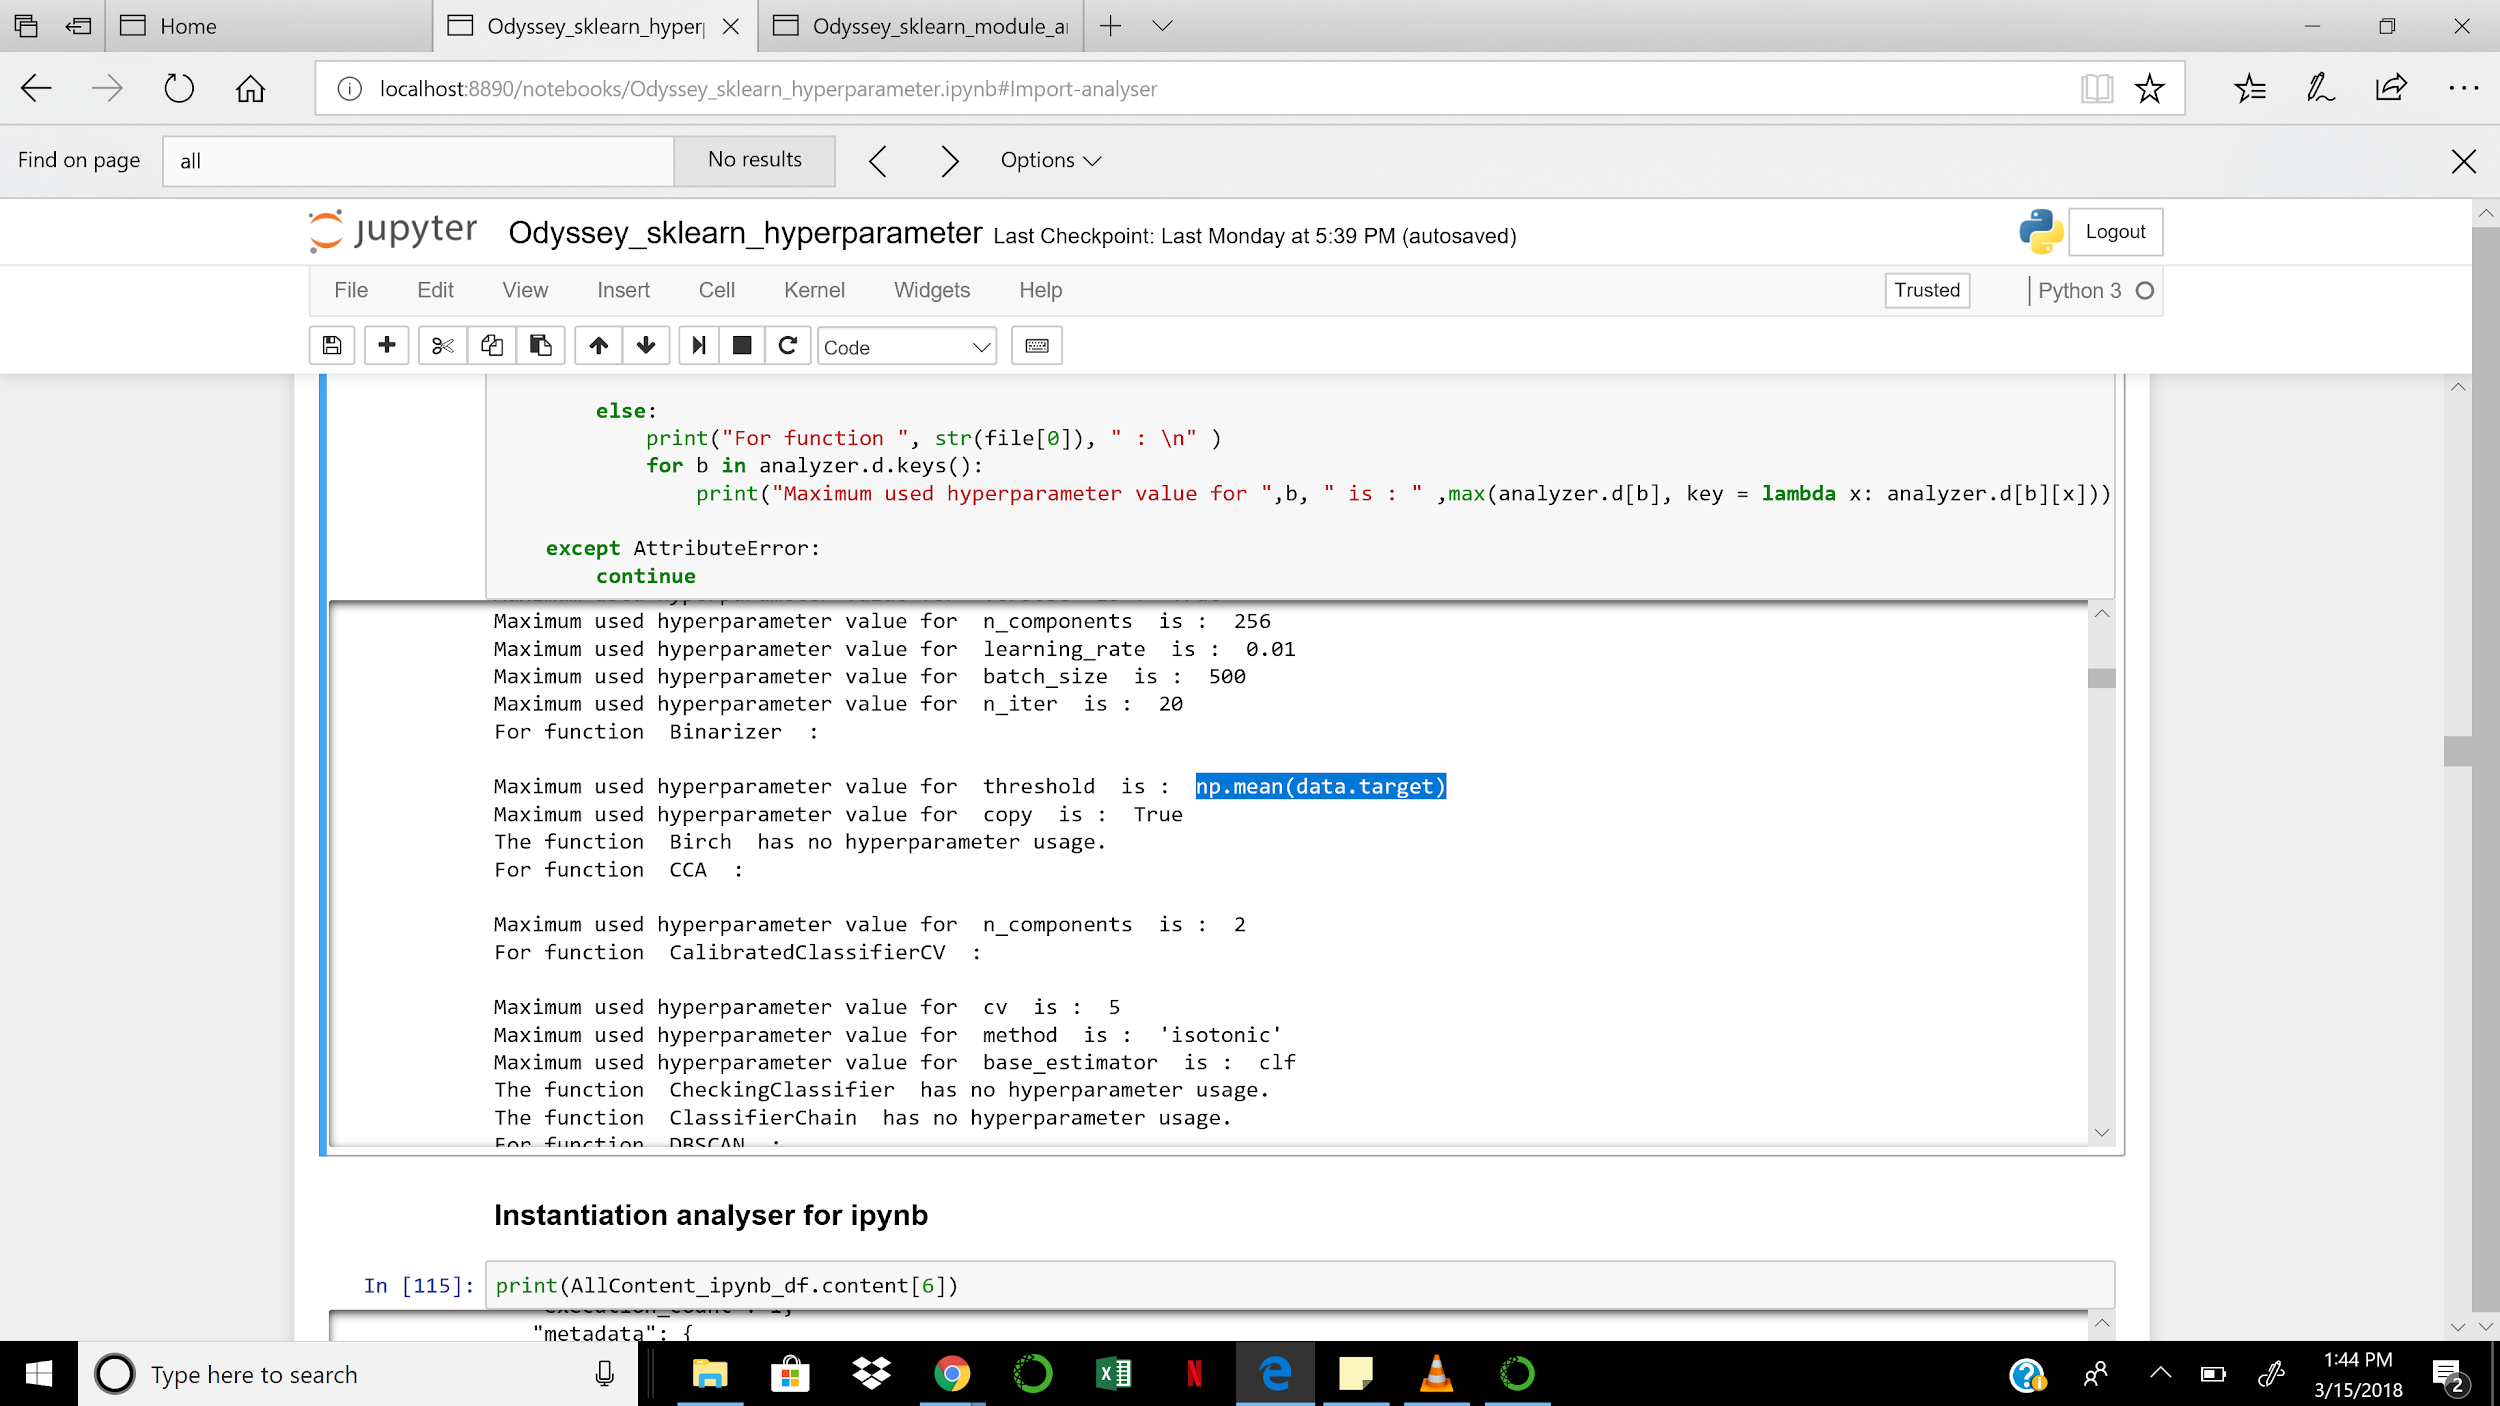 Home
Odyssey_sklearn_hyper
Odyssey_sklearn_module_a
localhost:8890/notebooks/Odyssey_sklearn_hyperparameter.ipynb#Import-analyser
Find on page
all
No results
Options
jupyter
Odyssey_sklearn_hyperparameter Last Checkpoint: Last Monday at 5:39 PM (autosaved)
Logout
File Edit View Insert Cell Kernel Widgets Help
Trusted
Python 3
Code
else:
print("For function ", str(file[0]), " : \n" )
for b in analyzer.d.keys():
print("Maximum used hyperparameter value for ",b, " is : " ,max(analyzer.d[b], key = lambda x: analyzer.d[b][x]))
except AttributeError:
continue
Maximum used hyperparameter value for  n_components  is :  256
Maximum used hyperparameter value for  learning_rate  is :  0.01
Maximum used hyperparameter value for  batch_size  is :  500
Maximum used hyperparameter value for  n_iter  is :  20
For function  Binarizer  :
Maximum used hyperparameter value for  threshold  is :  np.mean(data.target)
Maximum used hyperparameter value for  copy  is :  True
The function  Birch  has no hyperparameter usage.
For function  CCA  :
Maximum used hyperparameter value for  n_components  is :  2
For function  CalibratedClassifierCV  :
Maximum used hyperparameter value for  cv  is :  5
Maximum used hyperparameter value for  method  is :  'isotonic'
Maximum used hyperparameter value for  base_estimator  is :  clf
The function  CheckingClassifier  has no hyperparameter usage.
The function  ClassifierChain  has no hyperparameter usage.
For function  DBSCAN  :
Instantiation analyser for ipynb
In [115]: print(AllContent_ipynb_df.content[6])
"metadata": {
Type here to search
1:44 PM
3/15/2018
2